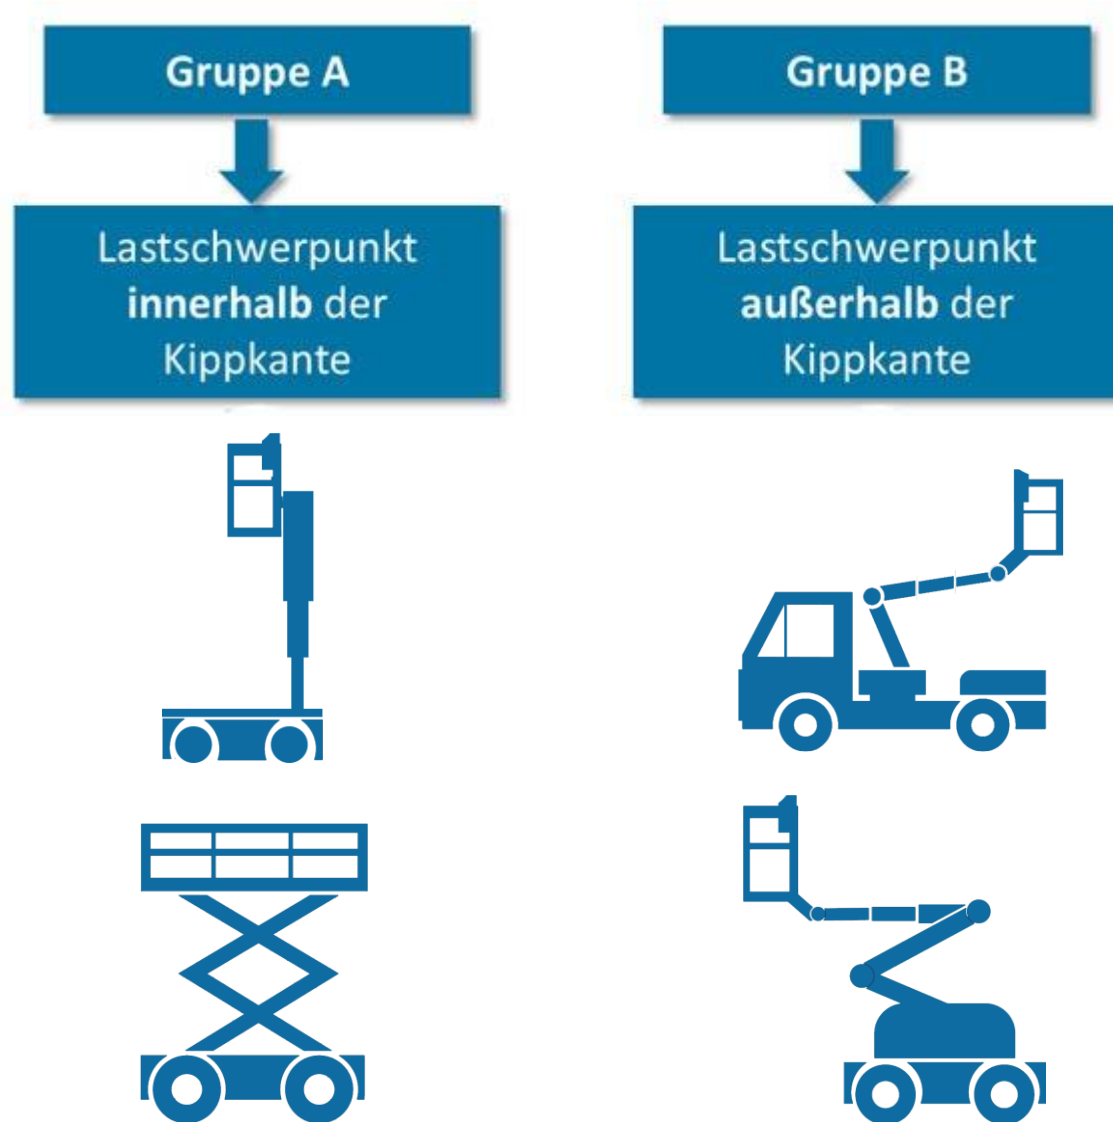 Gruppe A
Lastschwerpunkt
innerhalb der
Kippkante
Gruppe B
Lastschwerpunkt
außerhalb der
Kippkante